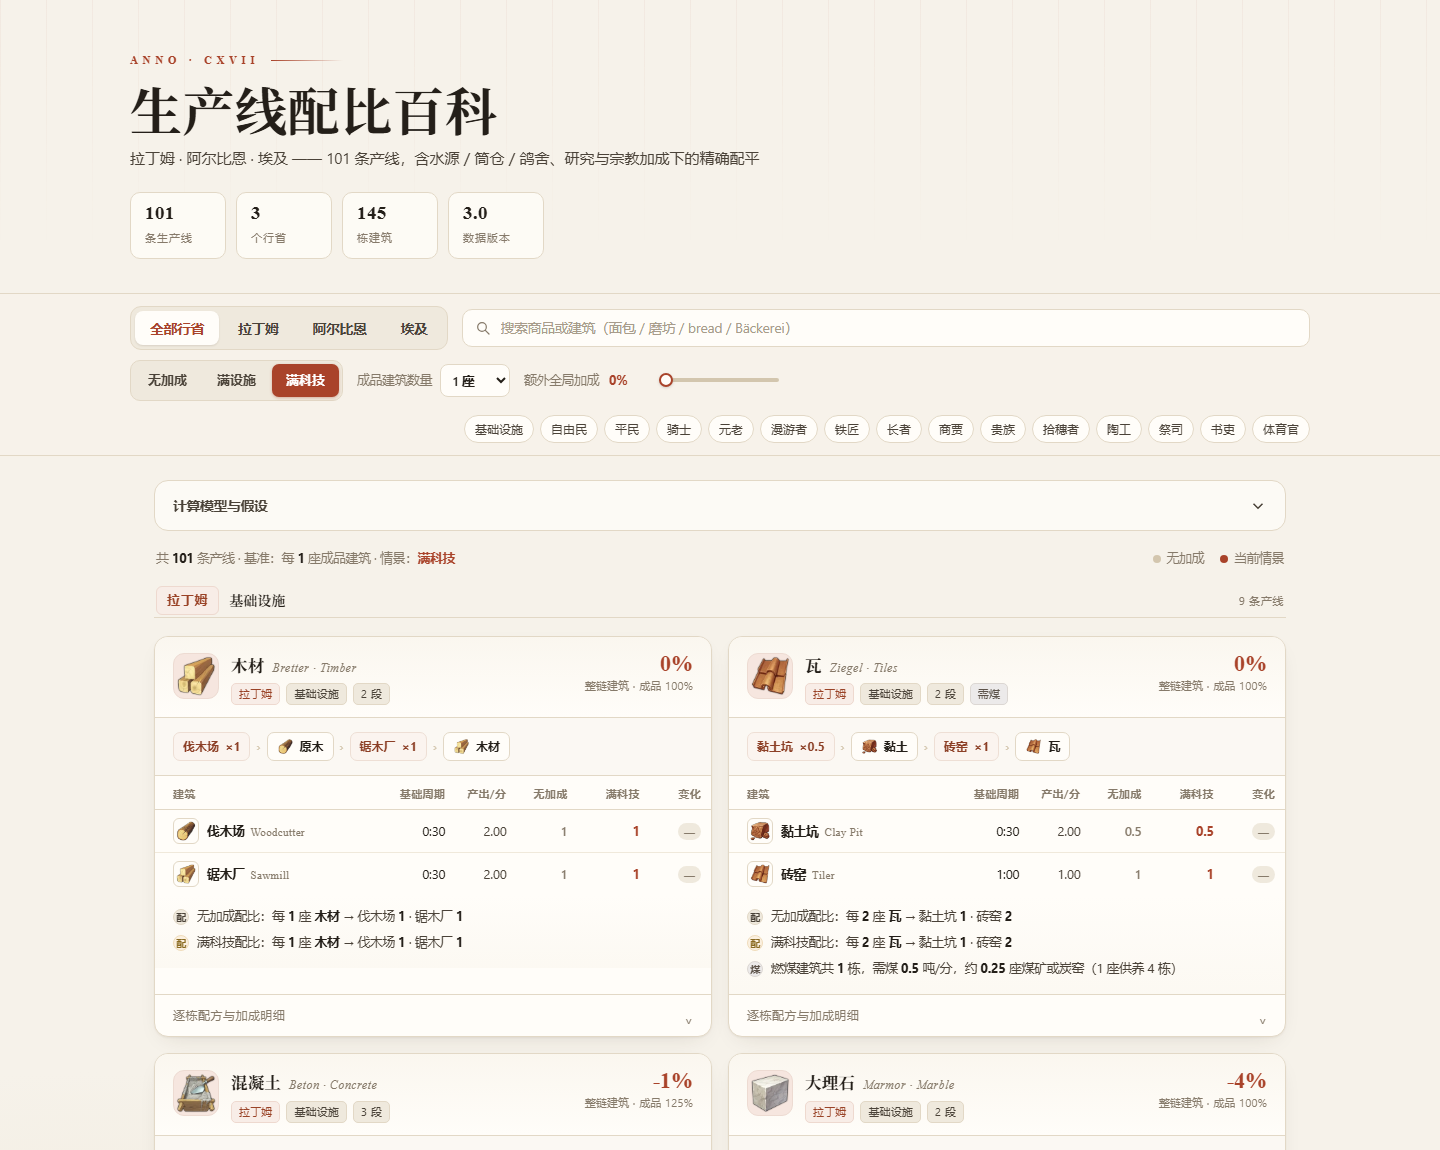 ANNO · CXVII
生产线配比百科
拉丁姆 · 阿尔比恩 · 埃及 —— 101 条产线，含水源 / 筒仓 / 鸽舍、研究与宗教加成下的精确配平
101 3 145 3.0
条生产线 个行省 栋建筑 数据版本
全部行省 拉丁姆 阿尔比恩 埃及 搜索商品或建筑（面包 / 磨坊 / bread / Bäckerei）
无加成 满设施 满科技 成品建筑数量 1 座 额外全局加成 0%
基础设施 自由民 平民 骑士 元老 漫游者 铁匠 长者 商贾 贵族 拾穗者 陶工 祭司 书吏 体育官
计算模型与假设
共 101 条产线 · 基准：每 1 座成品建筑 · 情景：满科技 无加成 当前情景
拉丁姆 基础设施 9 条产线
木材 Bretter · Timber 0%
拉丁姆 基础设施 2 段 整链建筑 · 成品 100%
伐木场 ×1 › 原木 › 锯木厂 ×1 › 木材
建筑 基础周期 产出/分 无加成 满科技 变化
伐木场 Woodcutter 0:30 2.00 1 1 —
锯木厂 Sawmill 0:30 2.00 1 1 —
配 无加成配比：每 1 座 木材 → 伐木场 1 · 锯木厂 1
配 满科技配比：每 1 座 木材 → 伐木场 1 · 锯木厂 1
逐栋配方与加成明细
瓦 Ziegel · Tiles 0%
拉丁姆 基础设施 2 段 需煤 整链建筑 · 成品 100%
黏土坑 ×0.5 › 黏土 › 砖窑 ×1 › 瓦
建筑 基础周期 产出/分 无加成 满科技 变化
黏土坑 Clay Pit 0:30 2.00 0.5 0.5 —
砖窑 Tiler 1:00 1.00 1 1 —
配 无加成配比：每 2 座 瓦 → 黏土坑 1 · 砖窑 2
配 满科技配比：每 2 座 瓦 → 黏土坑 1 · 砖窑 2
煤 燃煤建筑共 1 栋，需煤 0.5 吨/分，约 0.25 座煤矿或炭窑（1 座供养 4 栋）
逐栋配方与加成明细
混凝土 Beton · Concrete -1%
拉丁姆 基础设施 3 段 整链建筑 · 成品 125%
大理石 Marmor · Marble -4%
拉丁姆 基础设施 2 段 整链建筑 · 成品 100%